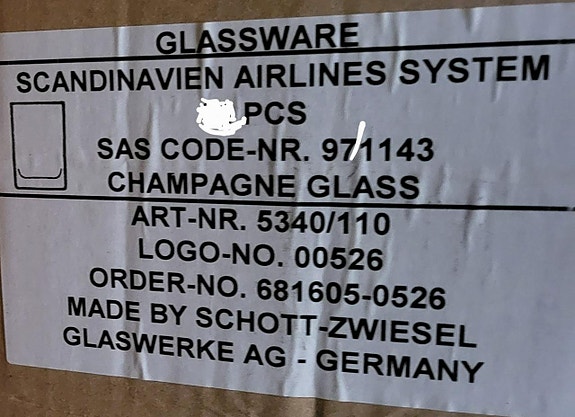 GLASSWARE
SCANDINAVIEN AIRLINES SYSTEM
PCS
SAS CODE-NR. 971143
CHAMPAGNE GLASS
ART-NR. 5340/110
LOGO-NO. 00526
ORDER-NO. 681605-0526
MADE BY SCHOTT-ZWIESEL
GLASWERKE AG - GERMANY